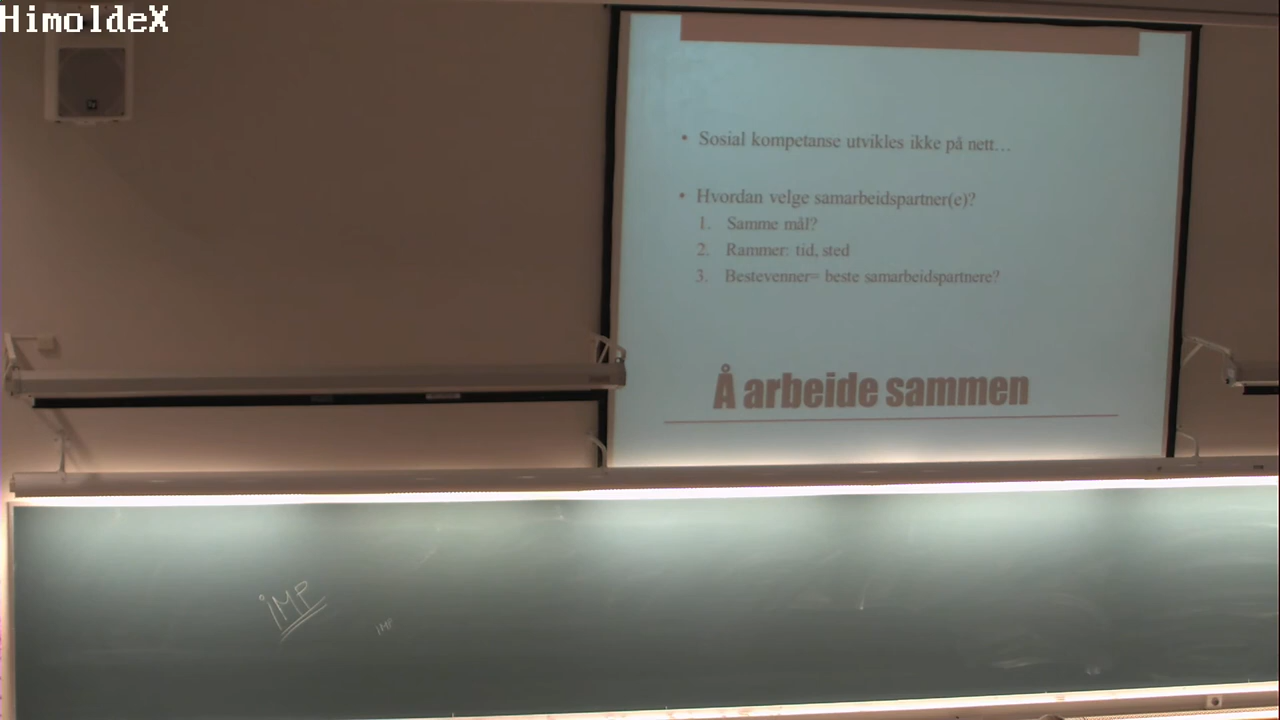 HimoldeX
• Sosial kompetanse utvikles ikke på nett…
• Hvordan velge samarbeidspartner(e)?
1. Samme mål?
2. Rammer: tid, sted
3. Bestevenner= beste samarbeidspartnere?
Å arbeide sammen
iMP
IMP